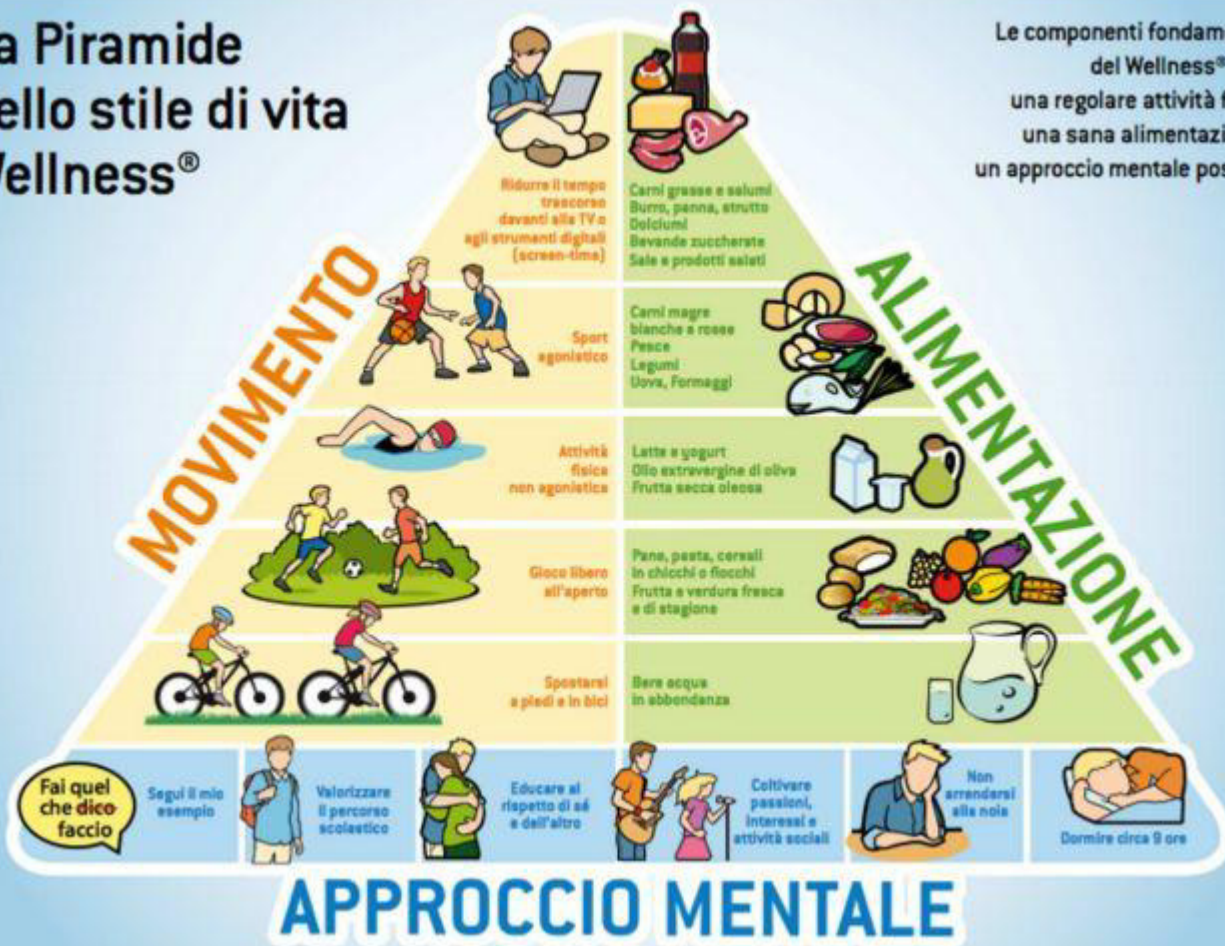 a Piramide
ello stile di vita
Wellness®
Le componenti fondam
del Wellness®
una regolare attività f
una sana alimentazi
un approccio mentale pos
MOVIMENTO
ALIMENTAZIONE
Ridurre il tempo
trascorso
davanti alla TV o
agli strumenti digitali
(screen-time)
Carni grasse e salumi
Burro, panna, strutto
Dolciumi
Bevande zuccherate
Sale e prodotti salati
Sport
agonistico
Carni magre
bianche e rosse
Pesce
Legumi
Uova, Formaggi
Attività
fisica
non agonistica
Latte e yogurt
Olio extravergine di oliva
Frutta secca oleosa
Gioco libero
all'aperto
Pane, pasta, cereali
in chicchi o fiocchi
Frutta e verdura fresca
e di stagione
Spostarsi
a piedi e in bici
Bere acqua
in abbondanza
Fai quel
che dico
faccio
Segui il mio
esempio
Valorizzare
il percorso
scolastico
Educare al
rispetto di sé
e dell'altro
Coltivare
passioni,
interessi e
attività sociali
Non
arrendersi
alla noia
Dormire circa 9 ore
APPROCCIO MENTALE